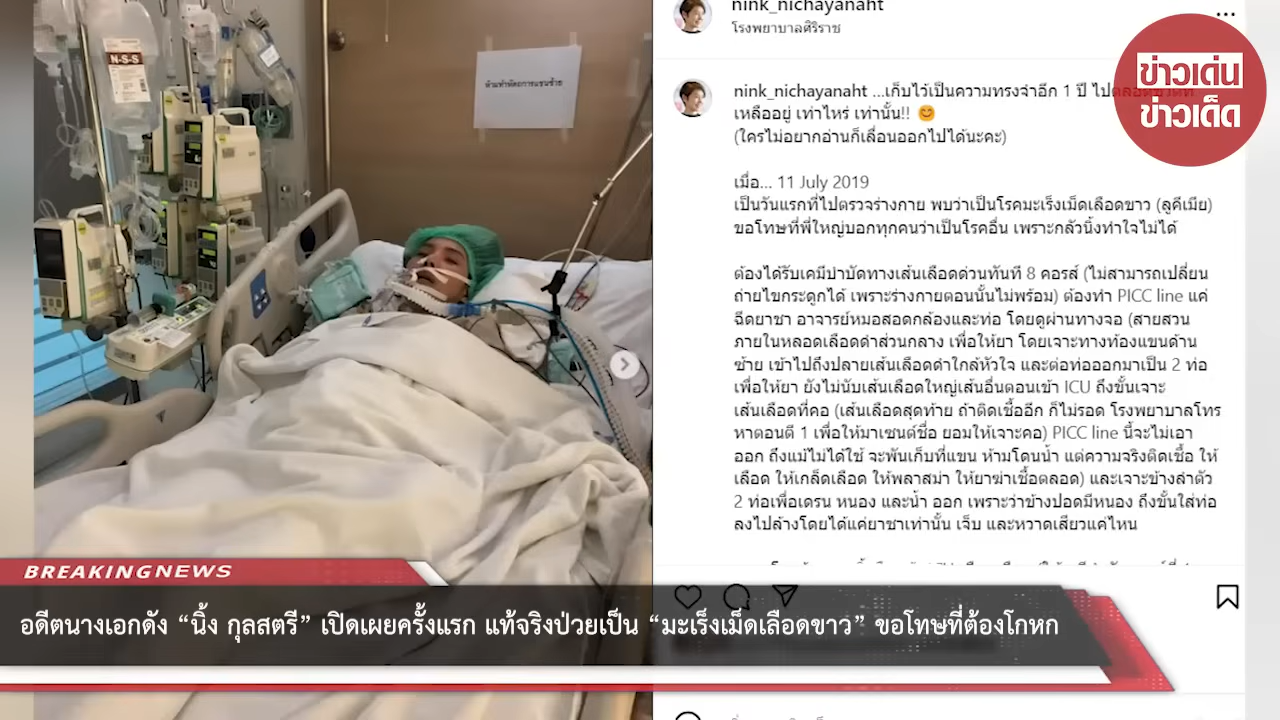 N-S-S
ห้ามทำหัตถการแขนซ้าย
nink_nichayanaht
โรงพยาบาลศิริราช
ข่าวเด่น
ข่าวเด็ด
nink_nichayanaht ...เก็บไว้เป็นความทรงจำอีก 1 ปี
เหลืออยู่ เท่าไหร่ เท่านั้น!! 😊
(ใครไม่อยากอ่านก็เลื่อนออกไปได้นะคะ)
เมื่อ... 11 July 2019
เป็นวันแรกที่ไปตรวจร่างกาย พบว่าเป็นโรคมะเร็งเม็ดเลือดขาว (ลูคีเมีย)
ขอโทษที่พี่ใหญ่บอกทุกคนว่าเป็นโรคอื่น เพราะกลัวนิ้งทำใจไม่ได้
ต้องได้รับเคมีบำบัดทางเส้นเลือดด่วนทันที 8 คอรส์ (ไม่สามารถเปลี่ยน
ถ่ายไขกระดูกได้ เพราะร่างกายตอนนั้นไม่พร้อม) ต้องทำ PICC line แค่
ฉีดยาชา อาจารย์หมอสอดกล้องและท่อ โดยดูผ่านทางจอ (สายสวน
ภายในหลอดเลือดดำส่วนกลาง เพื่อให้ยา โดยเจาะทางท้องแขนด้าน
ซ้าย เข้าไปถึงปลายเส้นเลือดดำใกล้หัวใจ และต่อท่อออกมาเป็น 2 ท่อ
เพื่อให้ยา ยังไม่นับเส้นเลือดใหญ่เส้นอื่นตอนเข้า ICU ถึงขั้นเจาะ
เส้นเลือดที่คอ (เส้นเลือดสุดท้าย ถ้าติดเชื้ออีก ก็ไม่รอด โรงพยาบาลโทร
หาตอนตี 1 เพื่อให้มาเซนต์ชื่อ ยอมให้เจาะคอ) PICC line นี้จะไม่เอา
ออก ถึงแม้ไม่ได้ใช้ จะพันเก็บที่แขน ห้ามโดนน้ำ แต่ความจริงติดเชื้อ ให้
เลือด ให้เกล็ดเลือด ให้พลาสม่า ให้ยาฆ่าเชื้อตลอด) และเจาะข้างลำตัว
2 ท่อเพื่อเดรน หนอง และน้ำ ออก เพราะว่าข้างปอดมีหนอง ถึงขั้นใส่ท่อ
ลงไปล้างโดยได้แค่ยาชาเท่านั้น เจ็บ และหวาดเสียวแค่ไหน
BREAKINGNEWS
อดีตนางเอกดัง “นิ้ง กุลสตรี” เปิดเผยครั้งแรก แท้จริงป่วยเป็น “มะเร็งเม็ดเลือดขาว” ขอโทษที่ต้องโกหก